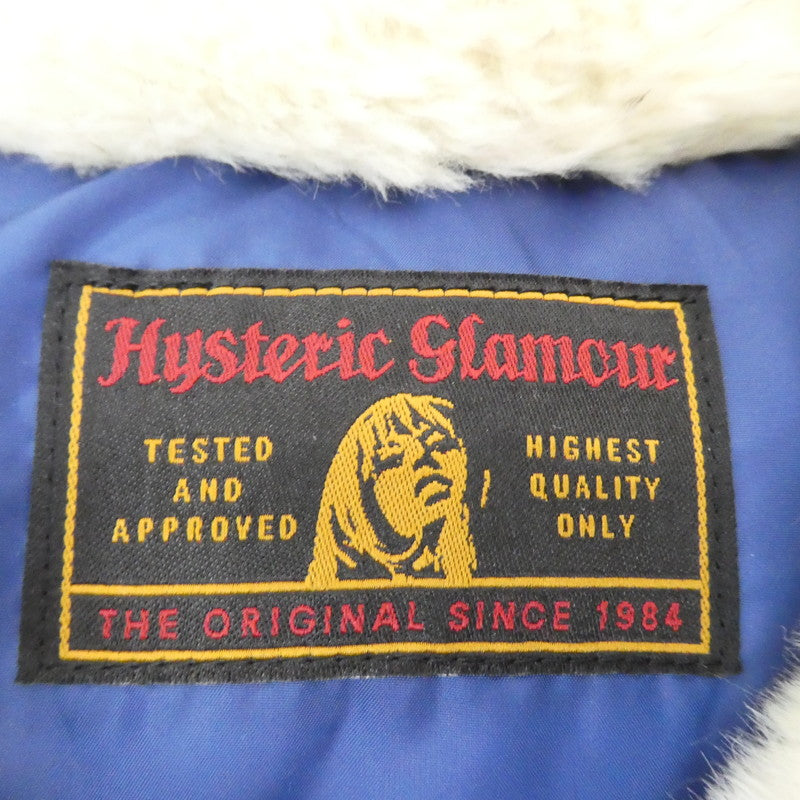 Hysteric Glamour
TESTED
AND
APPROVED
HIGHEST
QUALITY
ONLY
THE ORIGINAL SINCE 1984